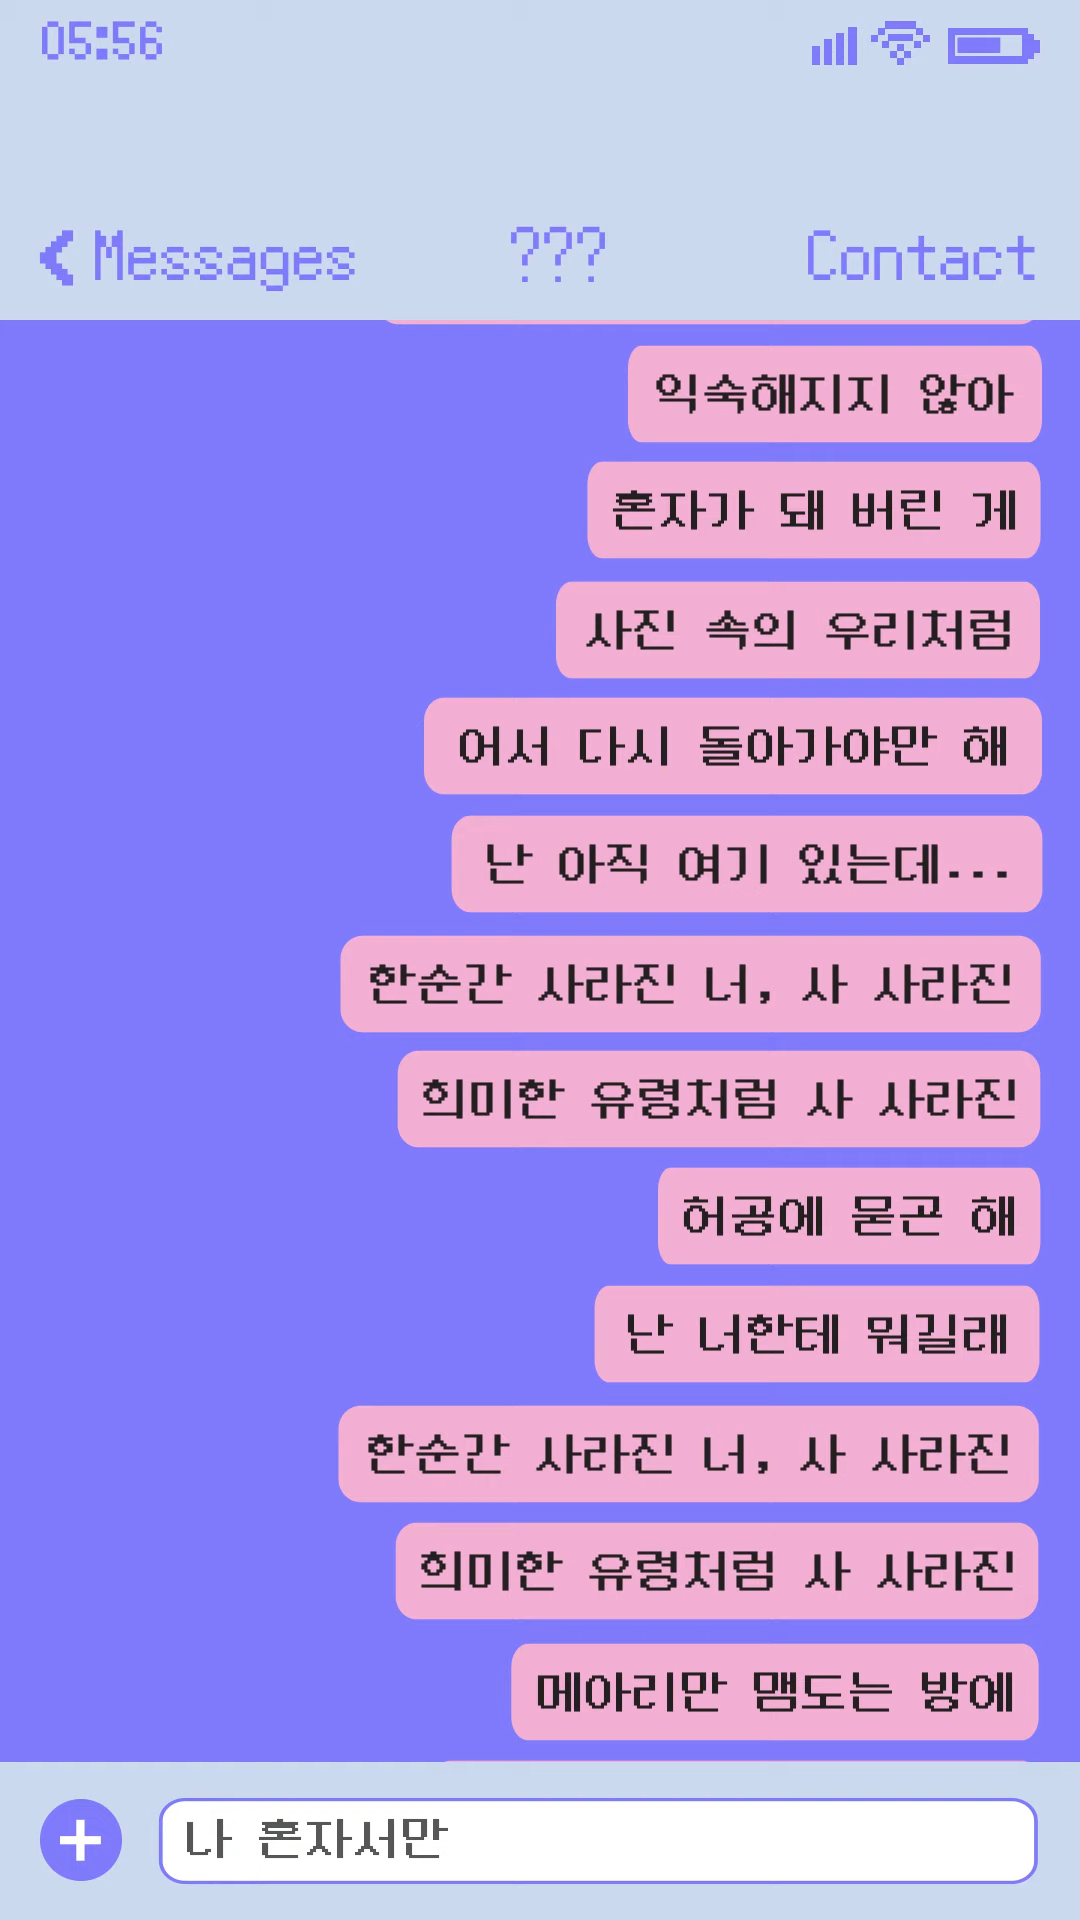 05:56
Messages ??? Contact
익숙해지지 않아
혼자가 돼 버린 게
사진 속의 우리처럼
어서 다시 돌아가야만 해
난 아직 여기 있는데...
한순간 사라진 너, 사 사라진
희미한 유령처럼 사 사라진
허공에 묻곤 해
난 너한테 뭐길래
한순간 사라진 너, 사 사라진
희미한 유령처럼 사 사라진
메아리만 맴도는 방에
나 혼자서만